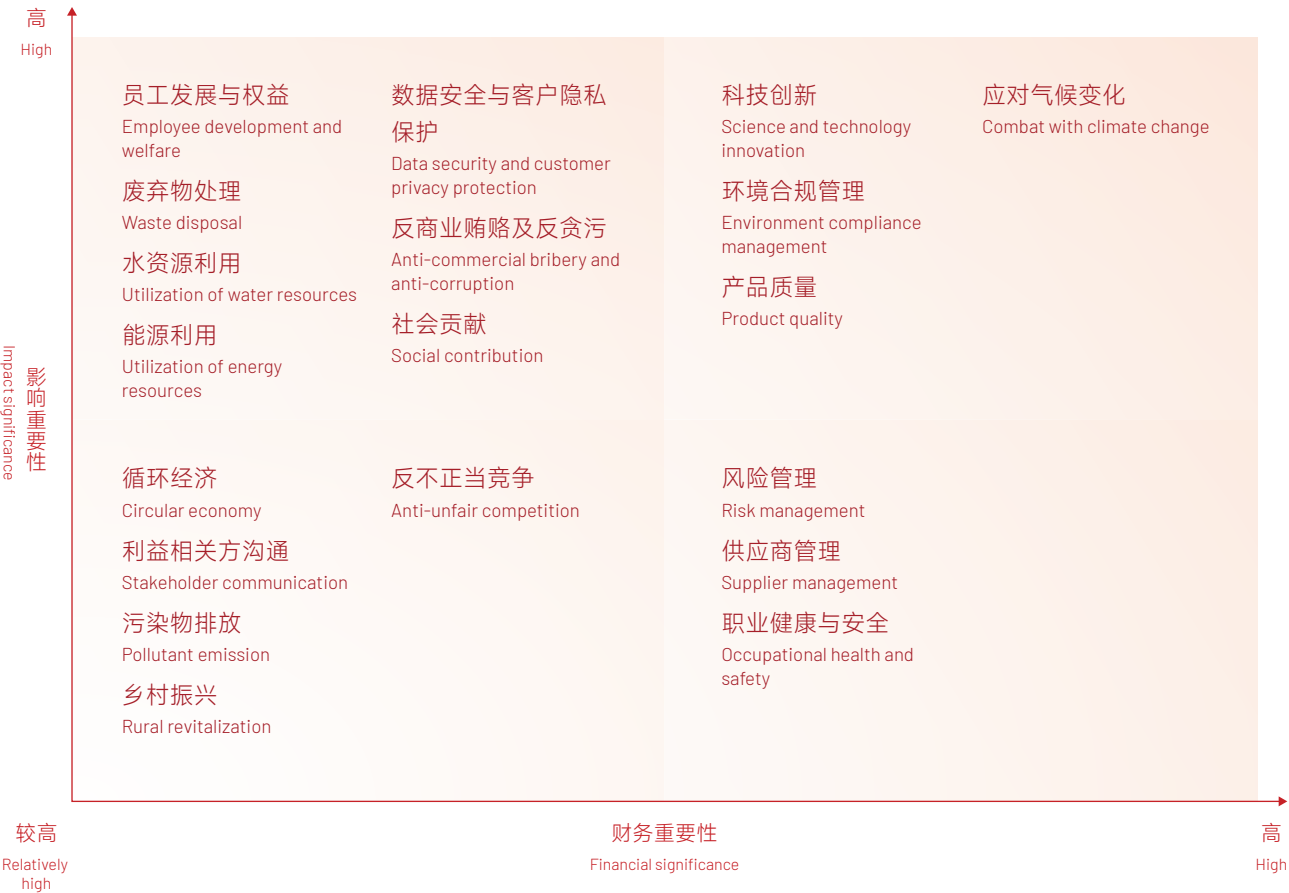 高
High
员工发展与权益
Employee development and
welfare
废弃物处理
Waste disposal
水资源利用
Utilization of water resources
能源利用
Utilization of energy
resources
数据安全与客户隐私
保护
Data security and customer
privacy protection
反商业贿赂及反贪污
Anti-commercial bribery and
anti-corruption
社会贡献
Social contribution
科技创新
Science and technology
innovation
环境合规管理
Environment compliance
management
产品质量
Product quality
应对气候变化
Combat with climate change
影响重要性
Impact significance
循环经济
Circular economy
利益相关方沟通
Stakeholder communication
污染物排放
Pollutant emission
乡村振兴
Rural revitalization
反不正当竞争
Anti-unfair competition
风险管理
Risk management
供应商管理
Supplier management
职业健康与安全
Occupational health and
safety
较高
Relatively
high
财务重要性
Financial significance
高
High